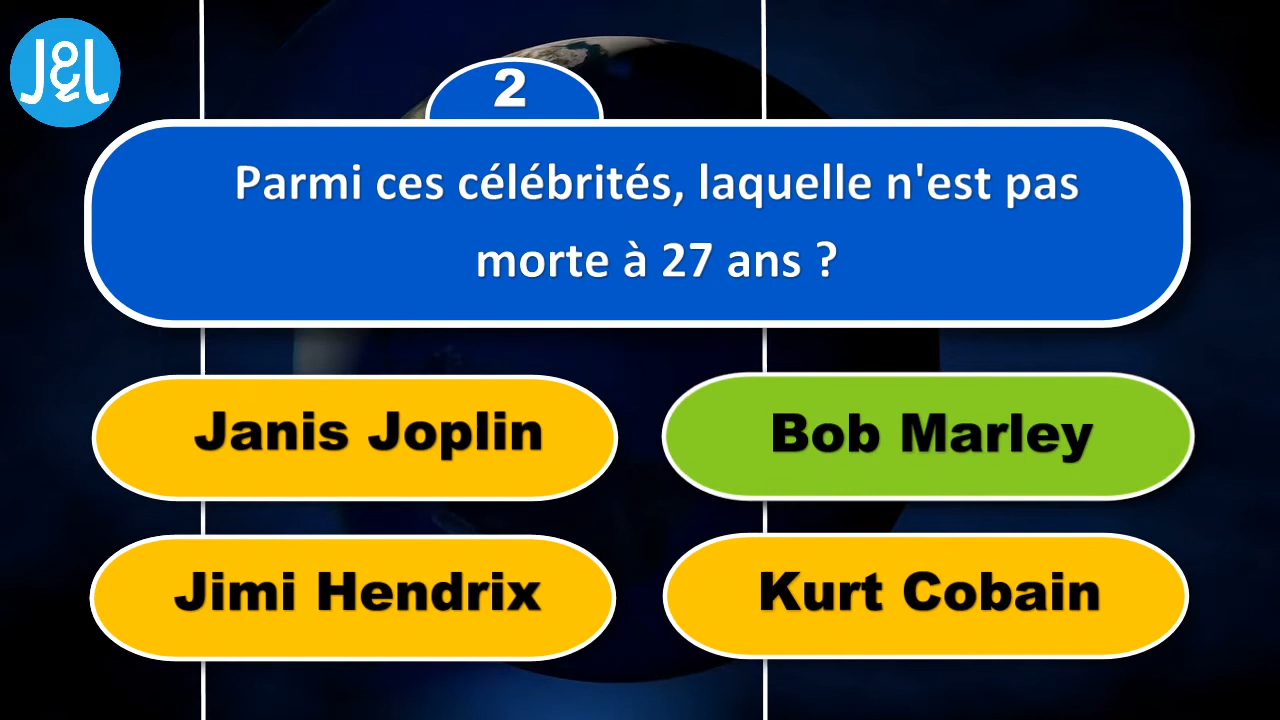 J&L
2
Parmi ces célébrités, laquelle n'est pas
morte à 27 ans ?
Janis Joplin
Bob Marley
Jimi Hendrix
Kurt Cobain